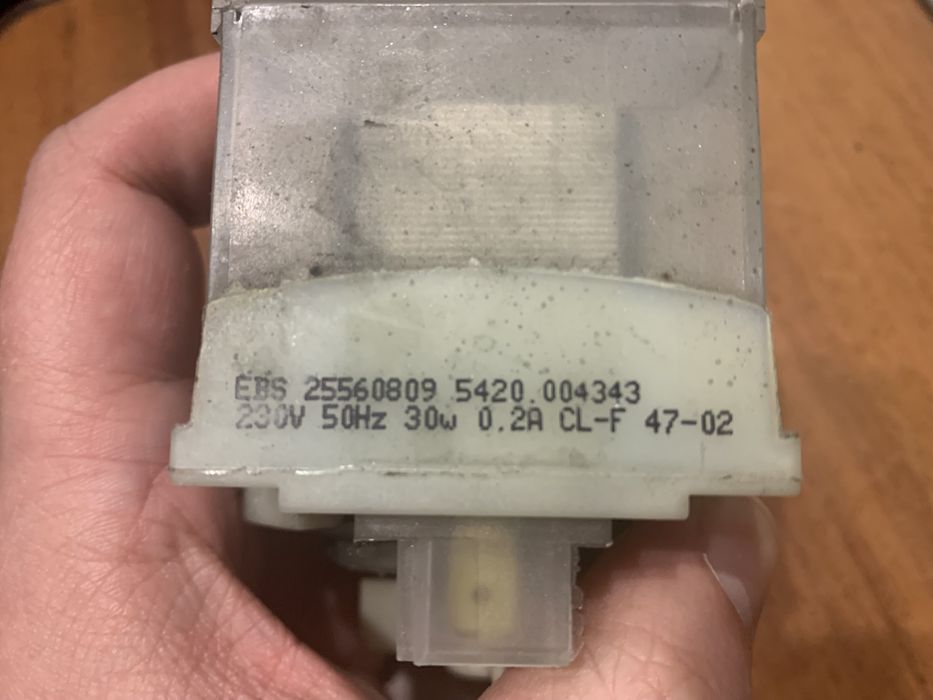 EBS 25560809 5420.004343
230V 50Hz 30w 0.2A CL-F 47-02